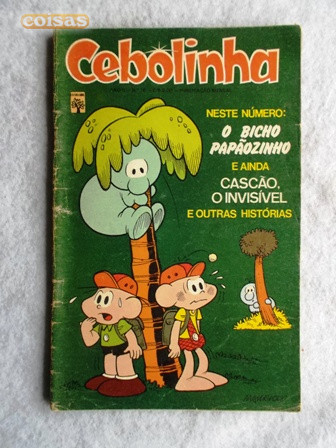 coisas
Cebolinha
NESTE NÚMERO:
O BICHO
PAPÃOZINHO
E AINDA
CASCÃO,
O INVISÍVEL
E OUTRAS HISTÓRIAS